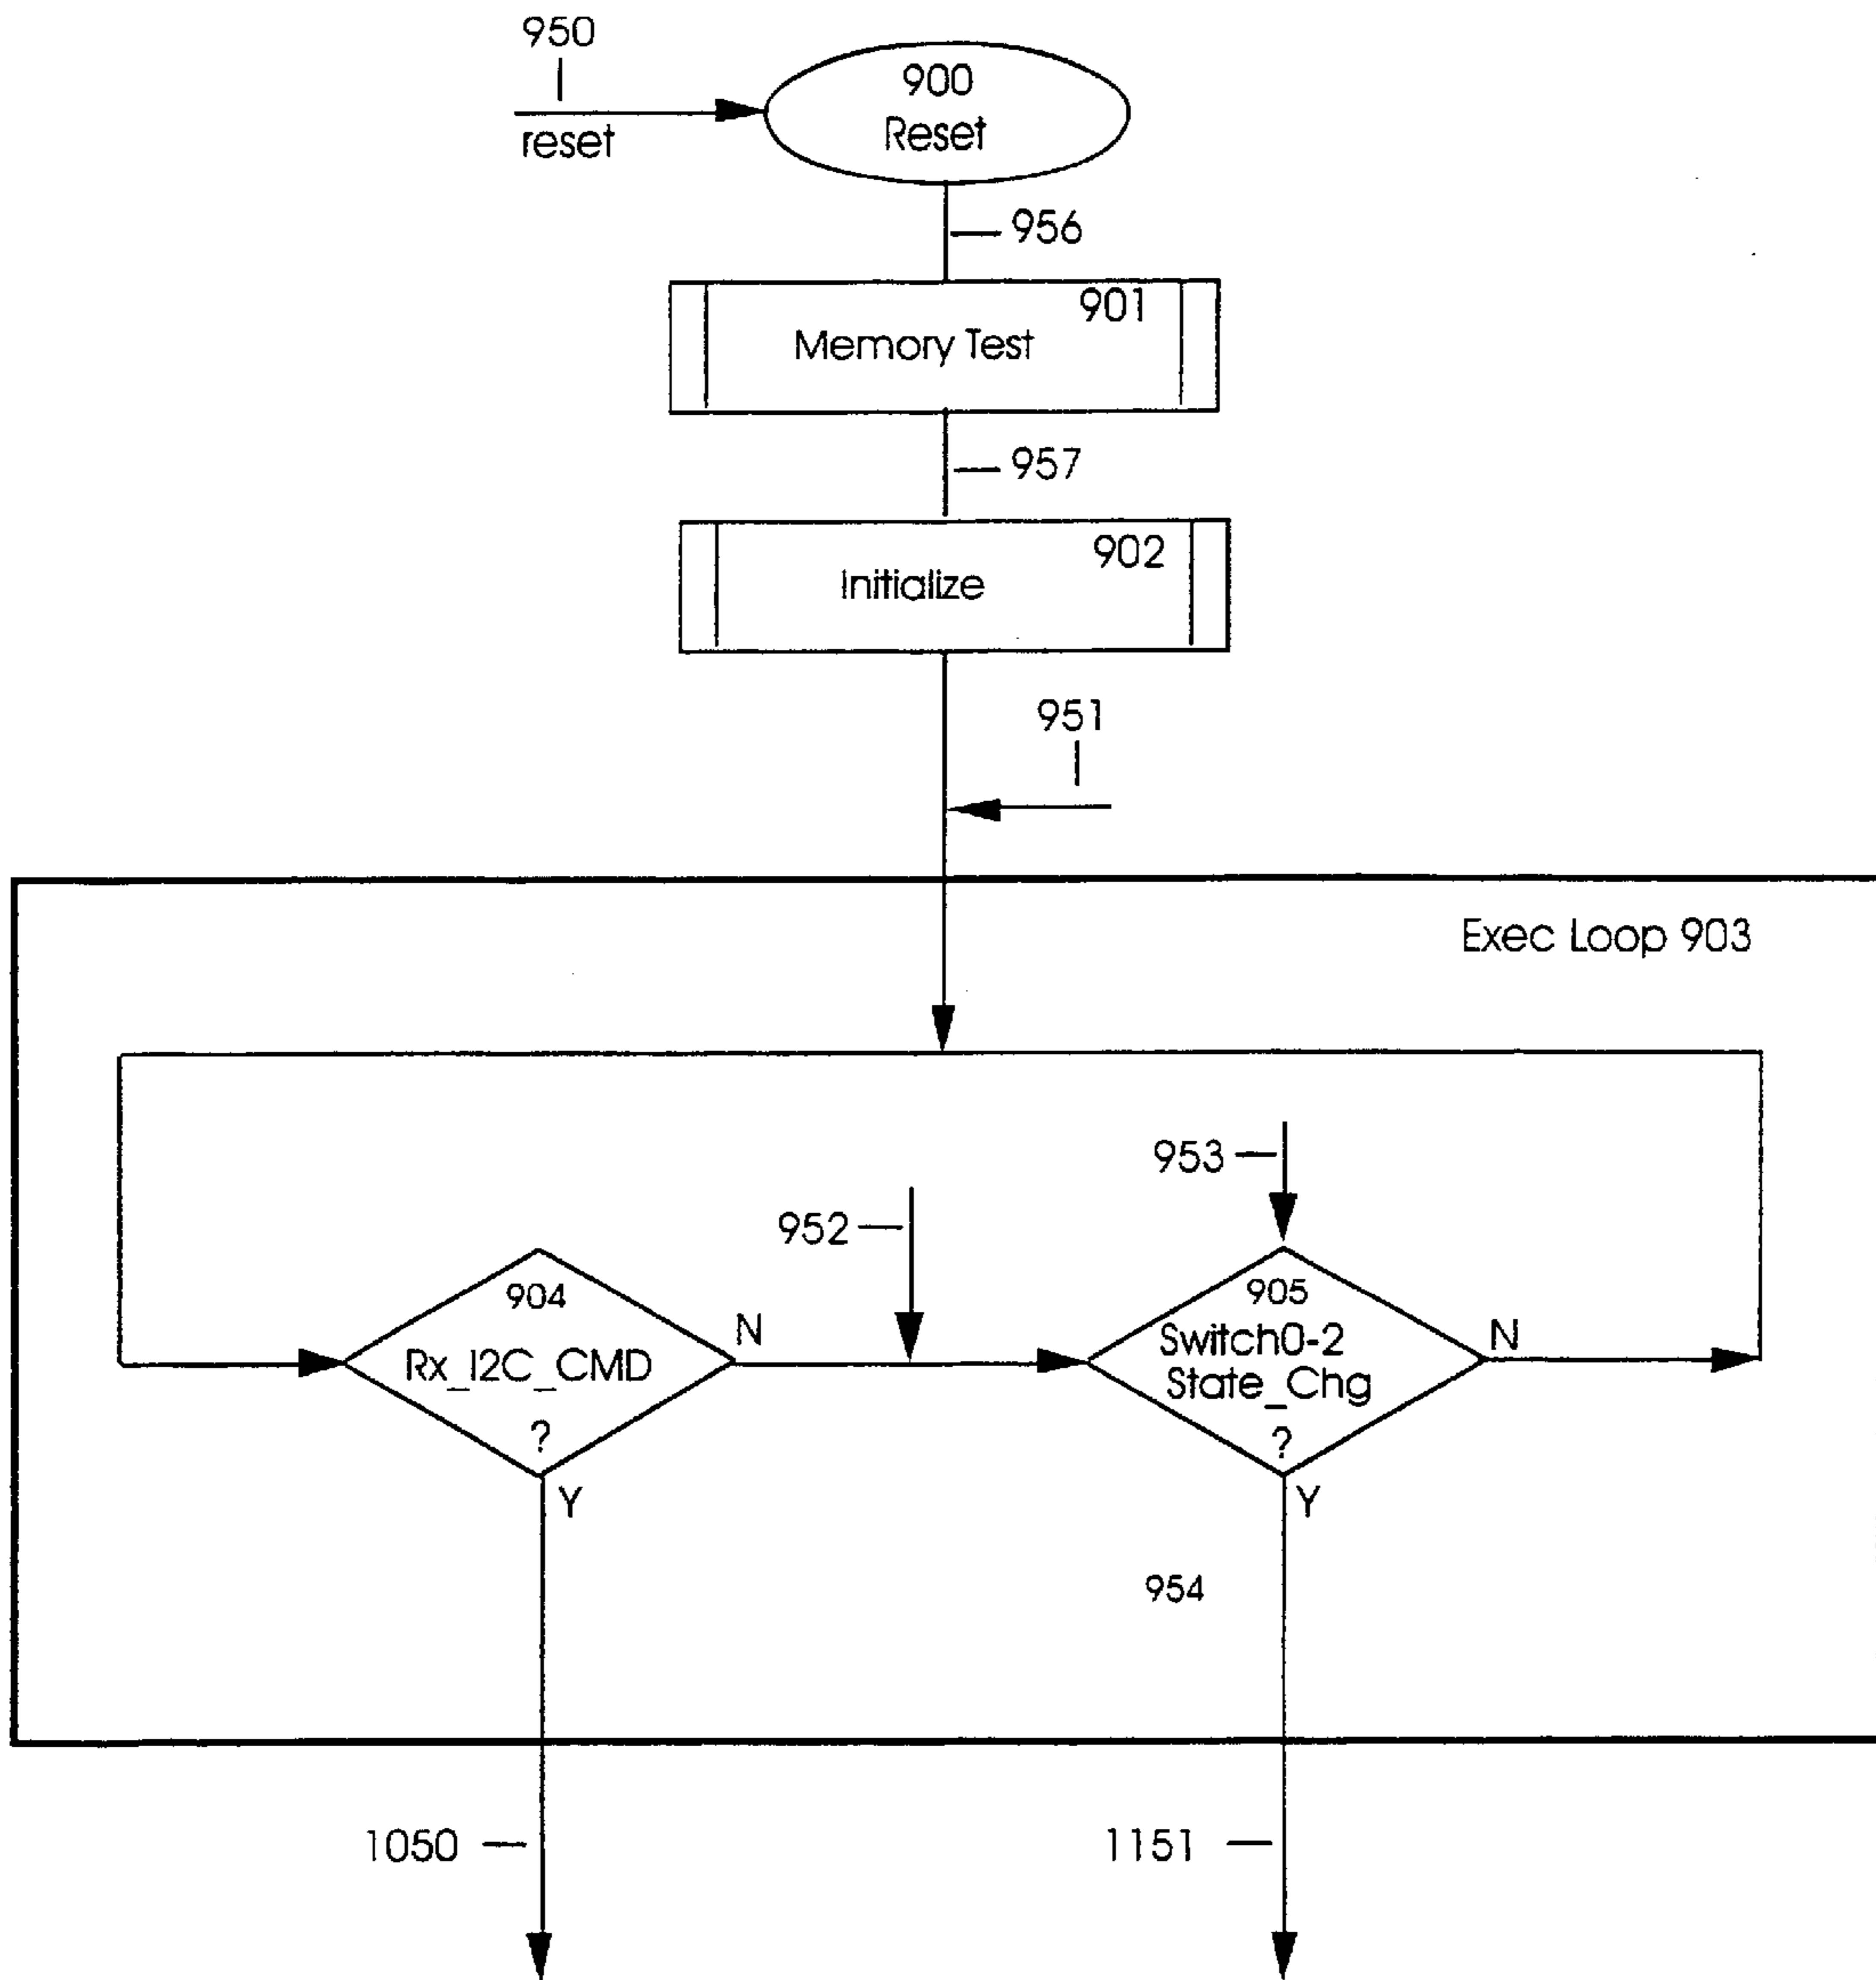 950
reset
900
Reset
956
901
Memory Test
957
902
Initialize
951
Exec Loop 903
953
952
904
Rx_I2C_CMD
?
N
Y
905
Switch0-2
State_Chg
?
N
Y
954
1050
1151